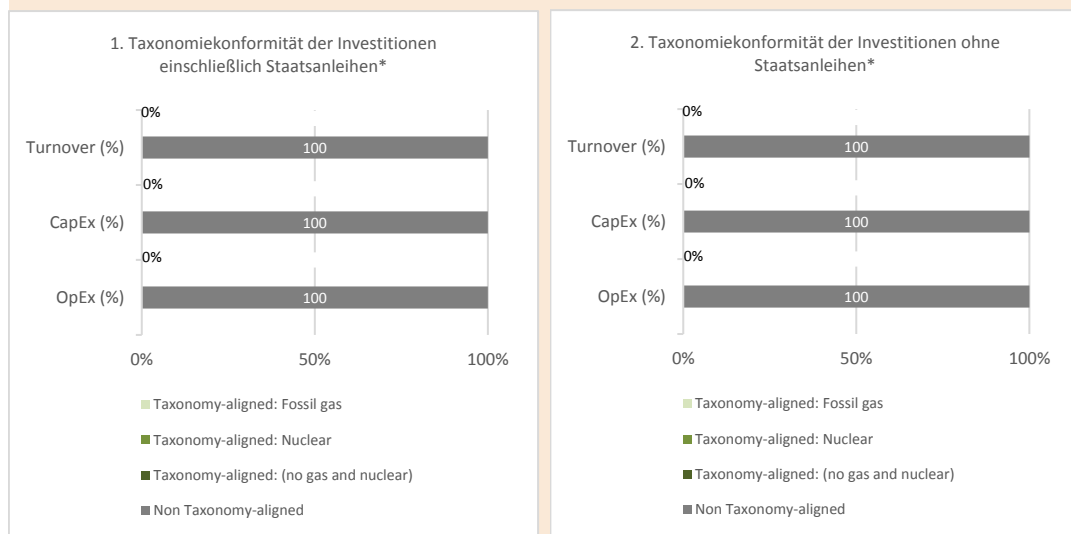 1. Taxonomiekonformität der Investitionen
einschließlich Staatsanleihen*
0%
Turnover (%)
100
0%
CapEx (%)
100
0%
OpEx (%)
100
0%
50%
100%
Taxonomy-aligned: Fossil gas
Taxonomy-aligned: Nuclear
Taxonomy-aligned: (no gas and nuclear)
Non Taxonomy-aligned
2. Taxonomiekonformität der Investitionen ohne
Staatsanleihen*
0%
Turnover (%)
100
0%
CapEx (%)
100
0%
OpEx (%)
100
0%
50%
100%
Taxonomy-aligned: Fossil gas
Taxonomy-aligned: Nuclear
Taxonomy-aligned: (no gas and nuclear)
Non Taxonomy-aligned